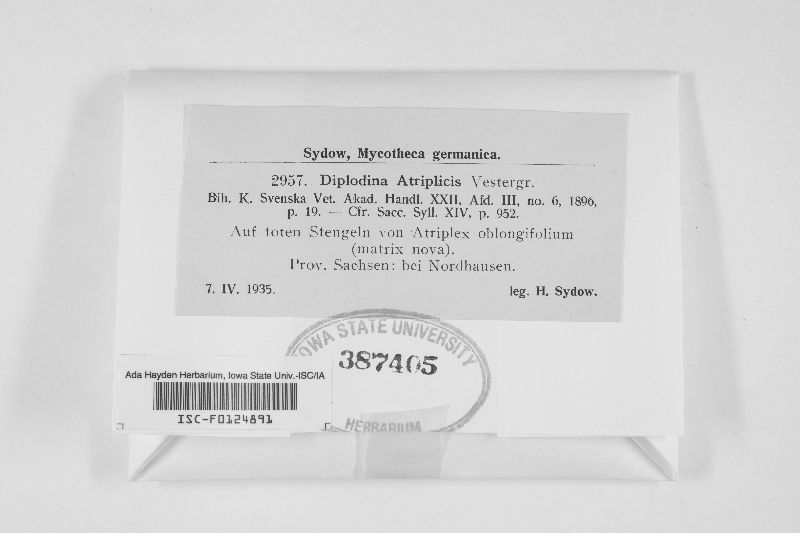 Sydow, Mycotheca germanica.
2957. Diplodina Atriplicis Vestergr.
Bih. K. Svenska Vet. Akad. Handl. XXII, Afd. III, no. 6, 1896,
p. 19. — Cfr. Sacc. Syll. XIV, p. 952.
Auf toten Stengeln von Atriplex oblongifolium
(matrix nova).
Prov. Sachsen: bei Nordhausen.
7. IV. 1935. leg. H. Sydow.
IOWA STATE UNIVERSITY
387405
HERBARIUM
Ada Hayden Herbarium, Iowa State Univ.-ISC/IA
ISC-F0124891